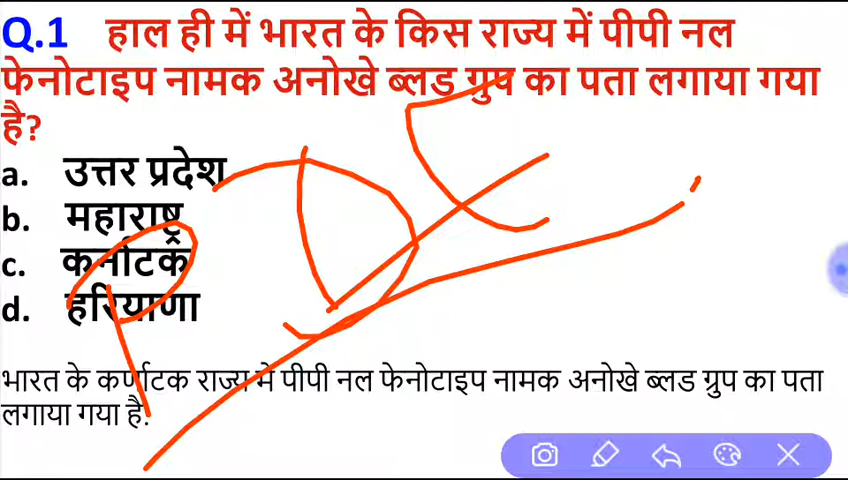 Q.1 हाल ही में भारत के किस राज्य में पीपी नल
फेनोटाइप नामक अनोखे ब्लड ग्रुप का पता लगाया गया
है?
a. उत्तर प्रदेश
b. महाराष्ट्र
c. कर्नाटक
d. हरियाणा
भारत के कर्णाटक राज्य मे पीपी नल फेनोटाइप नामक अनोखे ब्लड ग्रुप का पता
लगाया गया है.
PDF